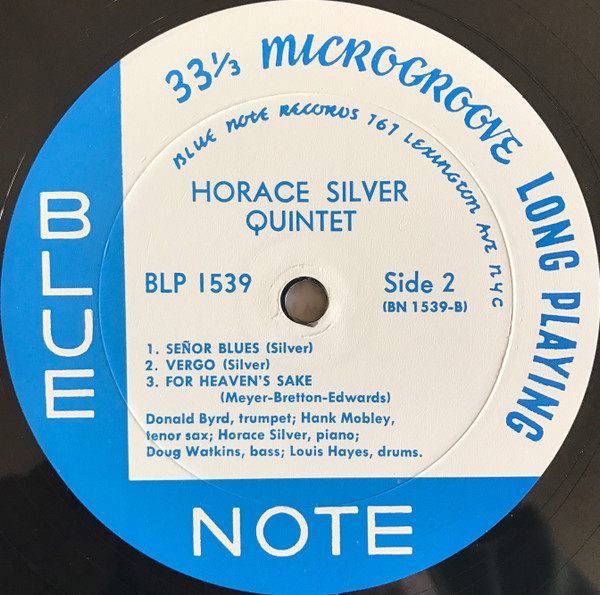 33⅓ MICROGROOVE LONG PLAYING
BLUE NOTE RECORDS 767 LEXINGTON AVE NYC
HORACE SILVER
QUINTET
BLP 1539
Side 2
(BN 1539-B)
1. SEÑOR BLUES (Silver)
2. VERGO (Silver)
3. FOR HEAVEN'S SAKE
(Meyer-Bretton-Edwards)
Donald Byrd, trumpet; Hank Mobley,
tenor sax; Horace Silver, piano;
Doug Watkins, bass; Louis Hayes, drums.
BLUE
NOTE